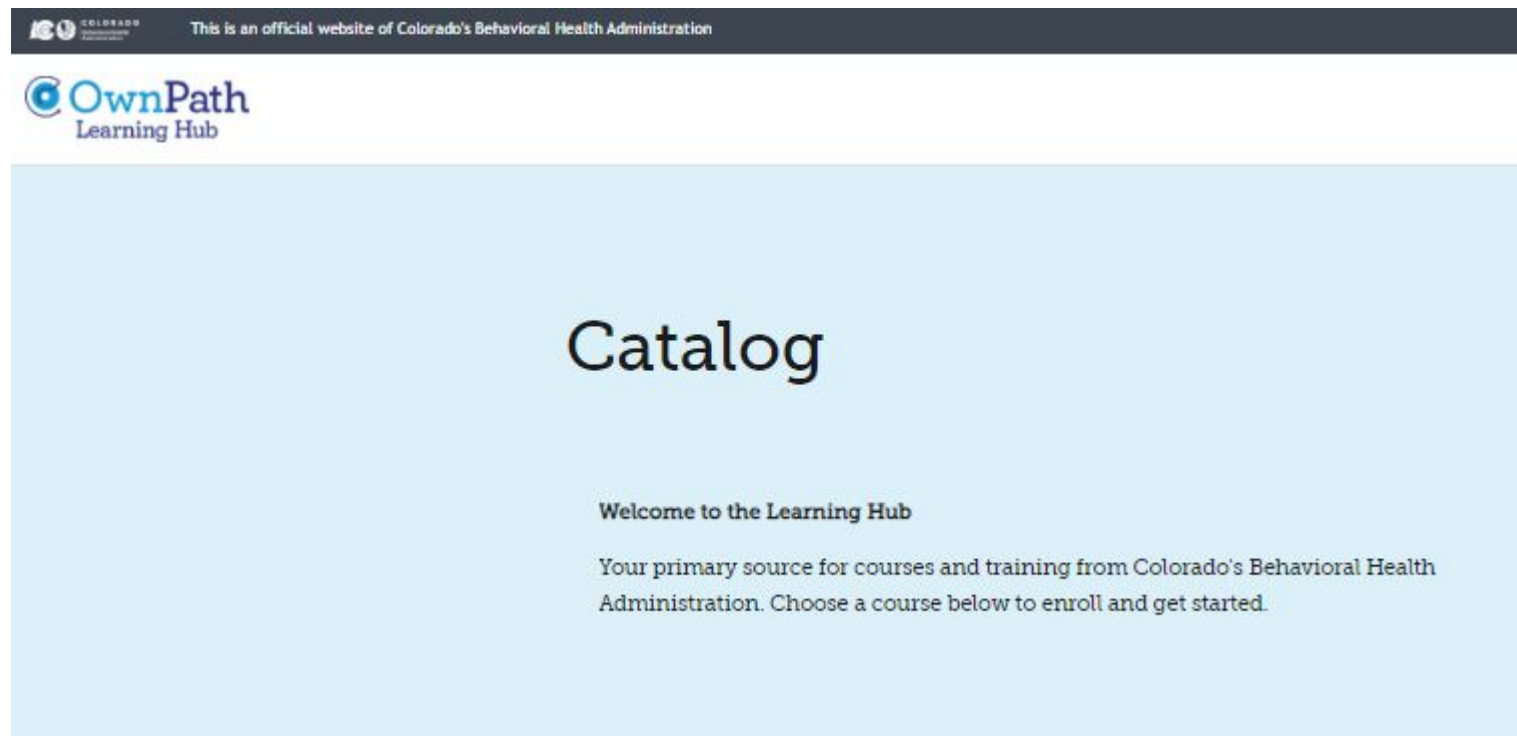 COLORADO
This is an official website of Colorado's Behavioral Health Administration
OwnPath
Learning Hub
Catalog
Welcome to the Learning Hub
Your primary source for courses and training from Colorado's Behavioral Health
Administration. Choose a course below to enroll and get started.